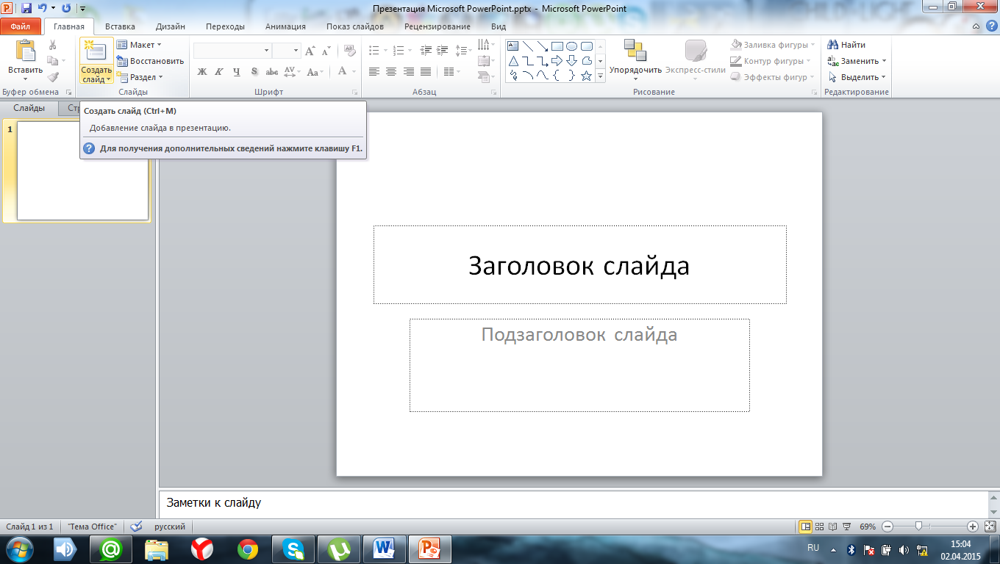 Презентация Microsoft PowerPoint.pptx - Microsoft PowerPoint
Файл Главная Вставка Дизайн Переходы Анимация Показ слайдов Рецензирование Вид
Вставить
Буфер обмена
Создать слайд
Макет
Восстановить
Раздел
Слайды
Ж К Ч S abc AV Aa A
Шрифт
Абзац
Упорядочить
Экспресс-стили
Заливка фигуры
Контур фигуры
Эффекты фигур
Рисование
Найти
Заменить
Выделить
Редактирование
Слайды
Создать слайд (Ctrl+M)
Добавление слайда в презентацию.
Для получения дополнительных сведений нажмите клавишу F1.
1
Заголовок слайда
Подзаголовок слайда
Заметки к слайду
Слайд 1 из 1 "Тема Office" русский 69%
RU 15:04
02.04.2015